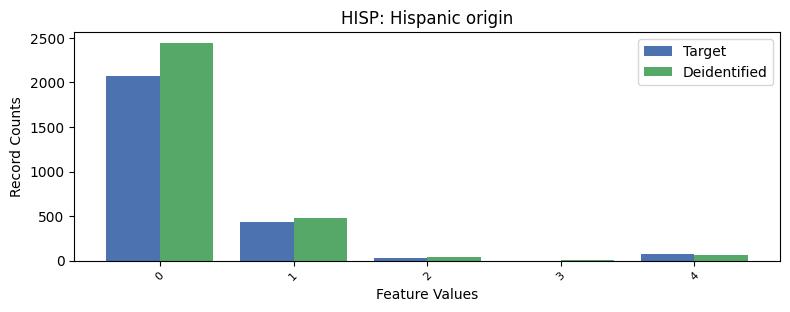 HISP: Hispanic origin
Target
Deidentified
Record Counts
2500
2000
1500
1000
500
0
0
1
2
3
4
Feature Values